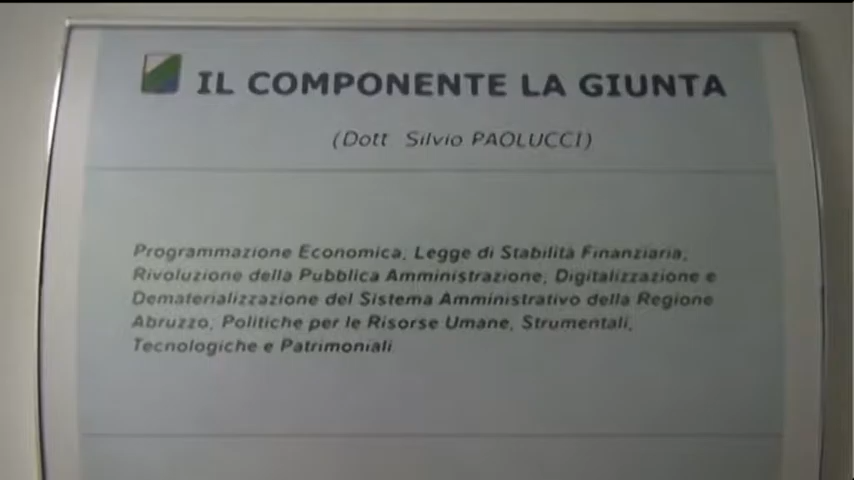 IL COMPONENTE LA GIUNTA
(Dott Silvio PAOLUCCI)
Programmazione Economica, Legge di Stabilità Finanziaria,
Rivoluzione della Pubblica Amministrazione, Digitalizzazione e
Dematerializzazione del Sistema Amministrativo della Regione
Abruzzo, Politiche per le Risorse Umane, Strumentali,
Tecnologiche e Patrimoniali